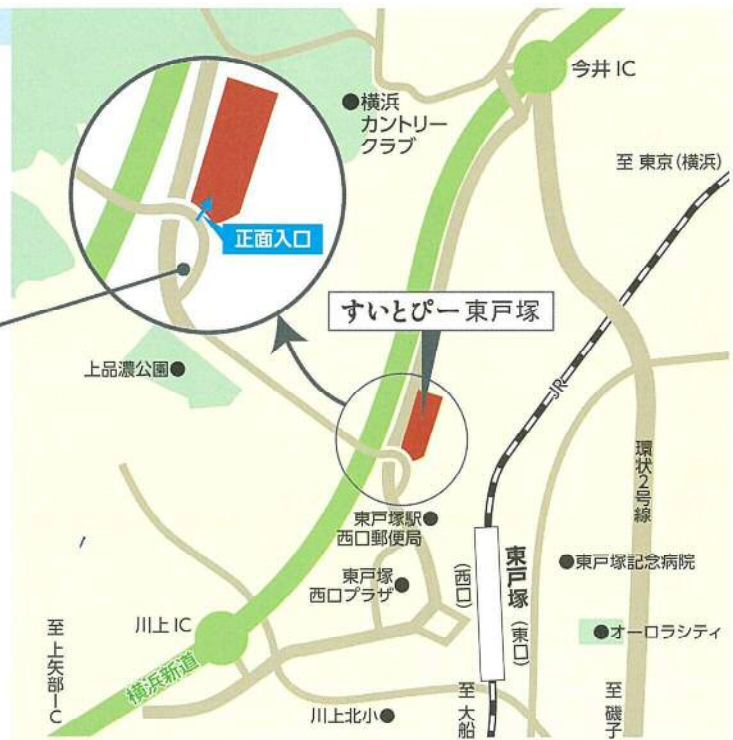 今井 IC
横浜
カントリー
クラブ
至 東京(横浜)
正面入口
すいとぴー東戸塚
上品濃公園
JR
環状2号線
東戸塚駅
西口郵便局
東戸塚
(西口)
(東口)
東戸塚記念病院
東戸塚
西口プラザ
川上 IC
オーロラシティ
横浜新道
至 上矢部IC
川上北小
至 大船
至 磯子